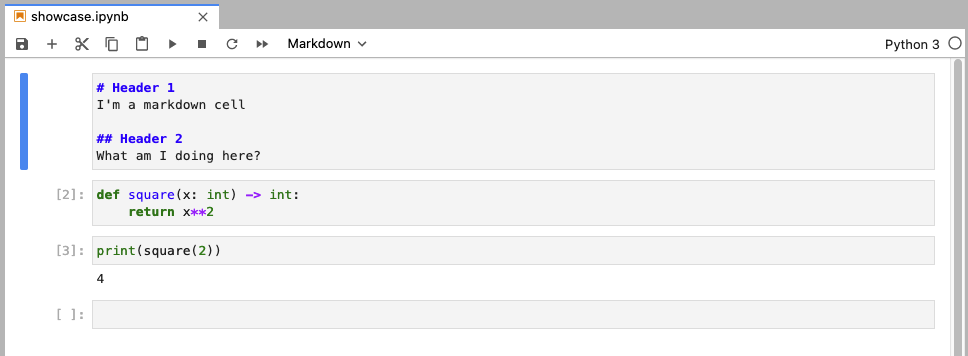 showcase.ipynb
Markdown
Python 3
# Header 1
I'm a markdown cell
## Header 2
What am I doing here?
[2]: def square(x: int) -> int:
    return x**2
[3]: print(square(2))
4
[ ]: